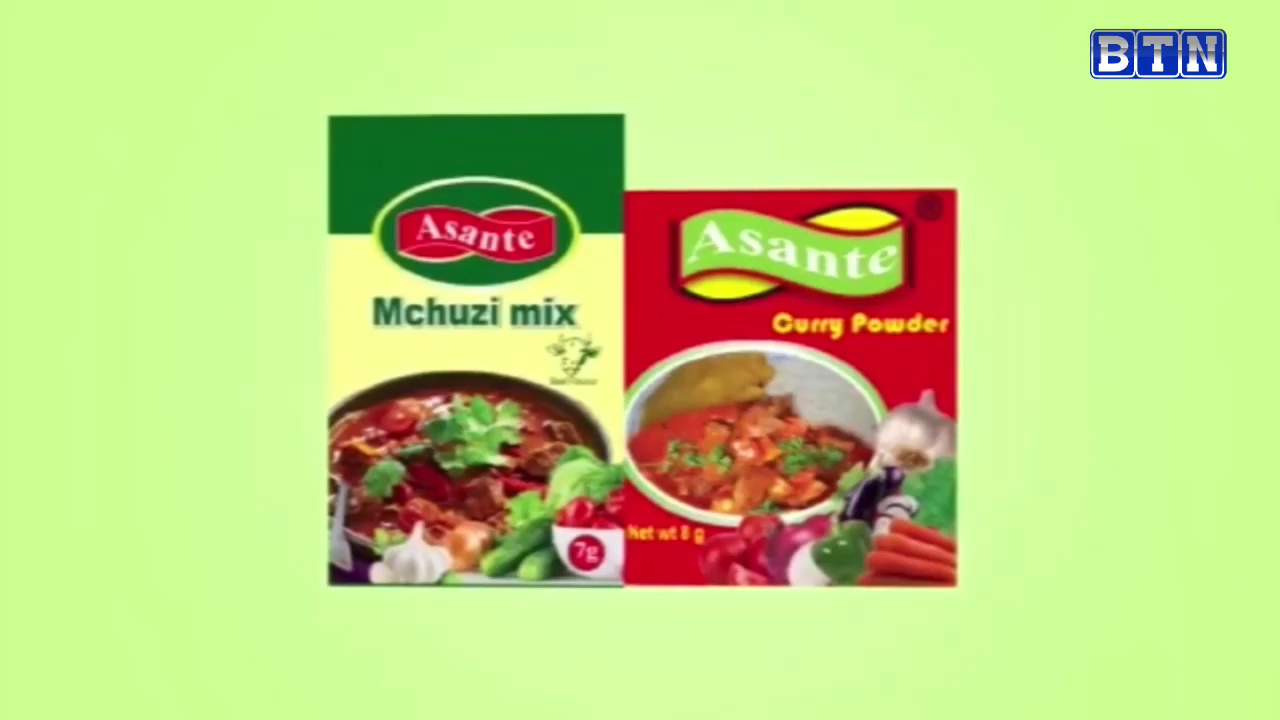 BTN
Asante
Mchuzi mix
7g
Asante
®
Curry Powder
Net wt 8 g